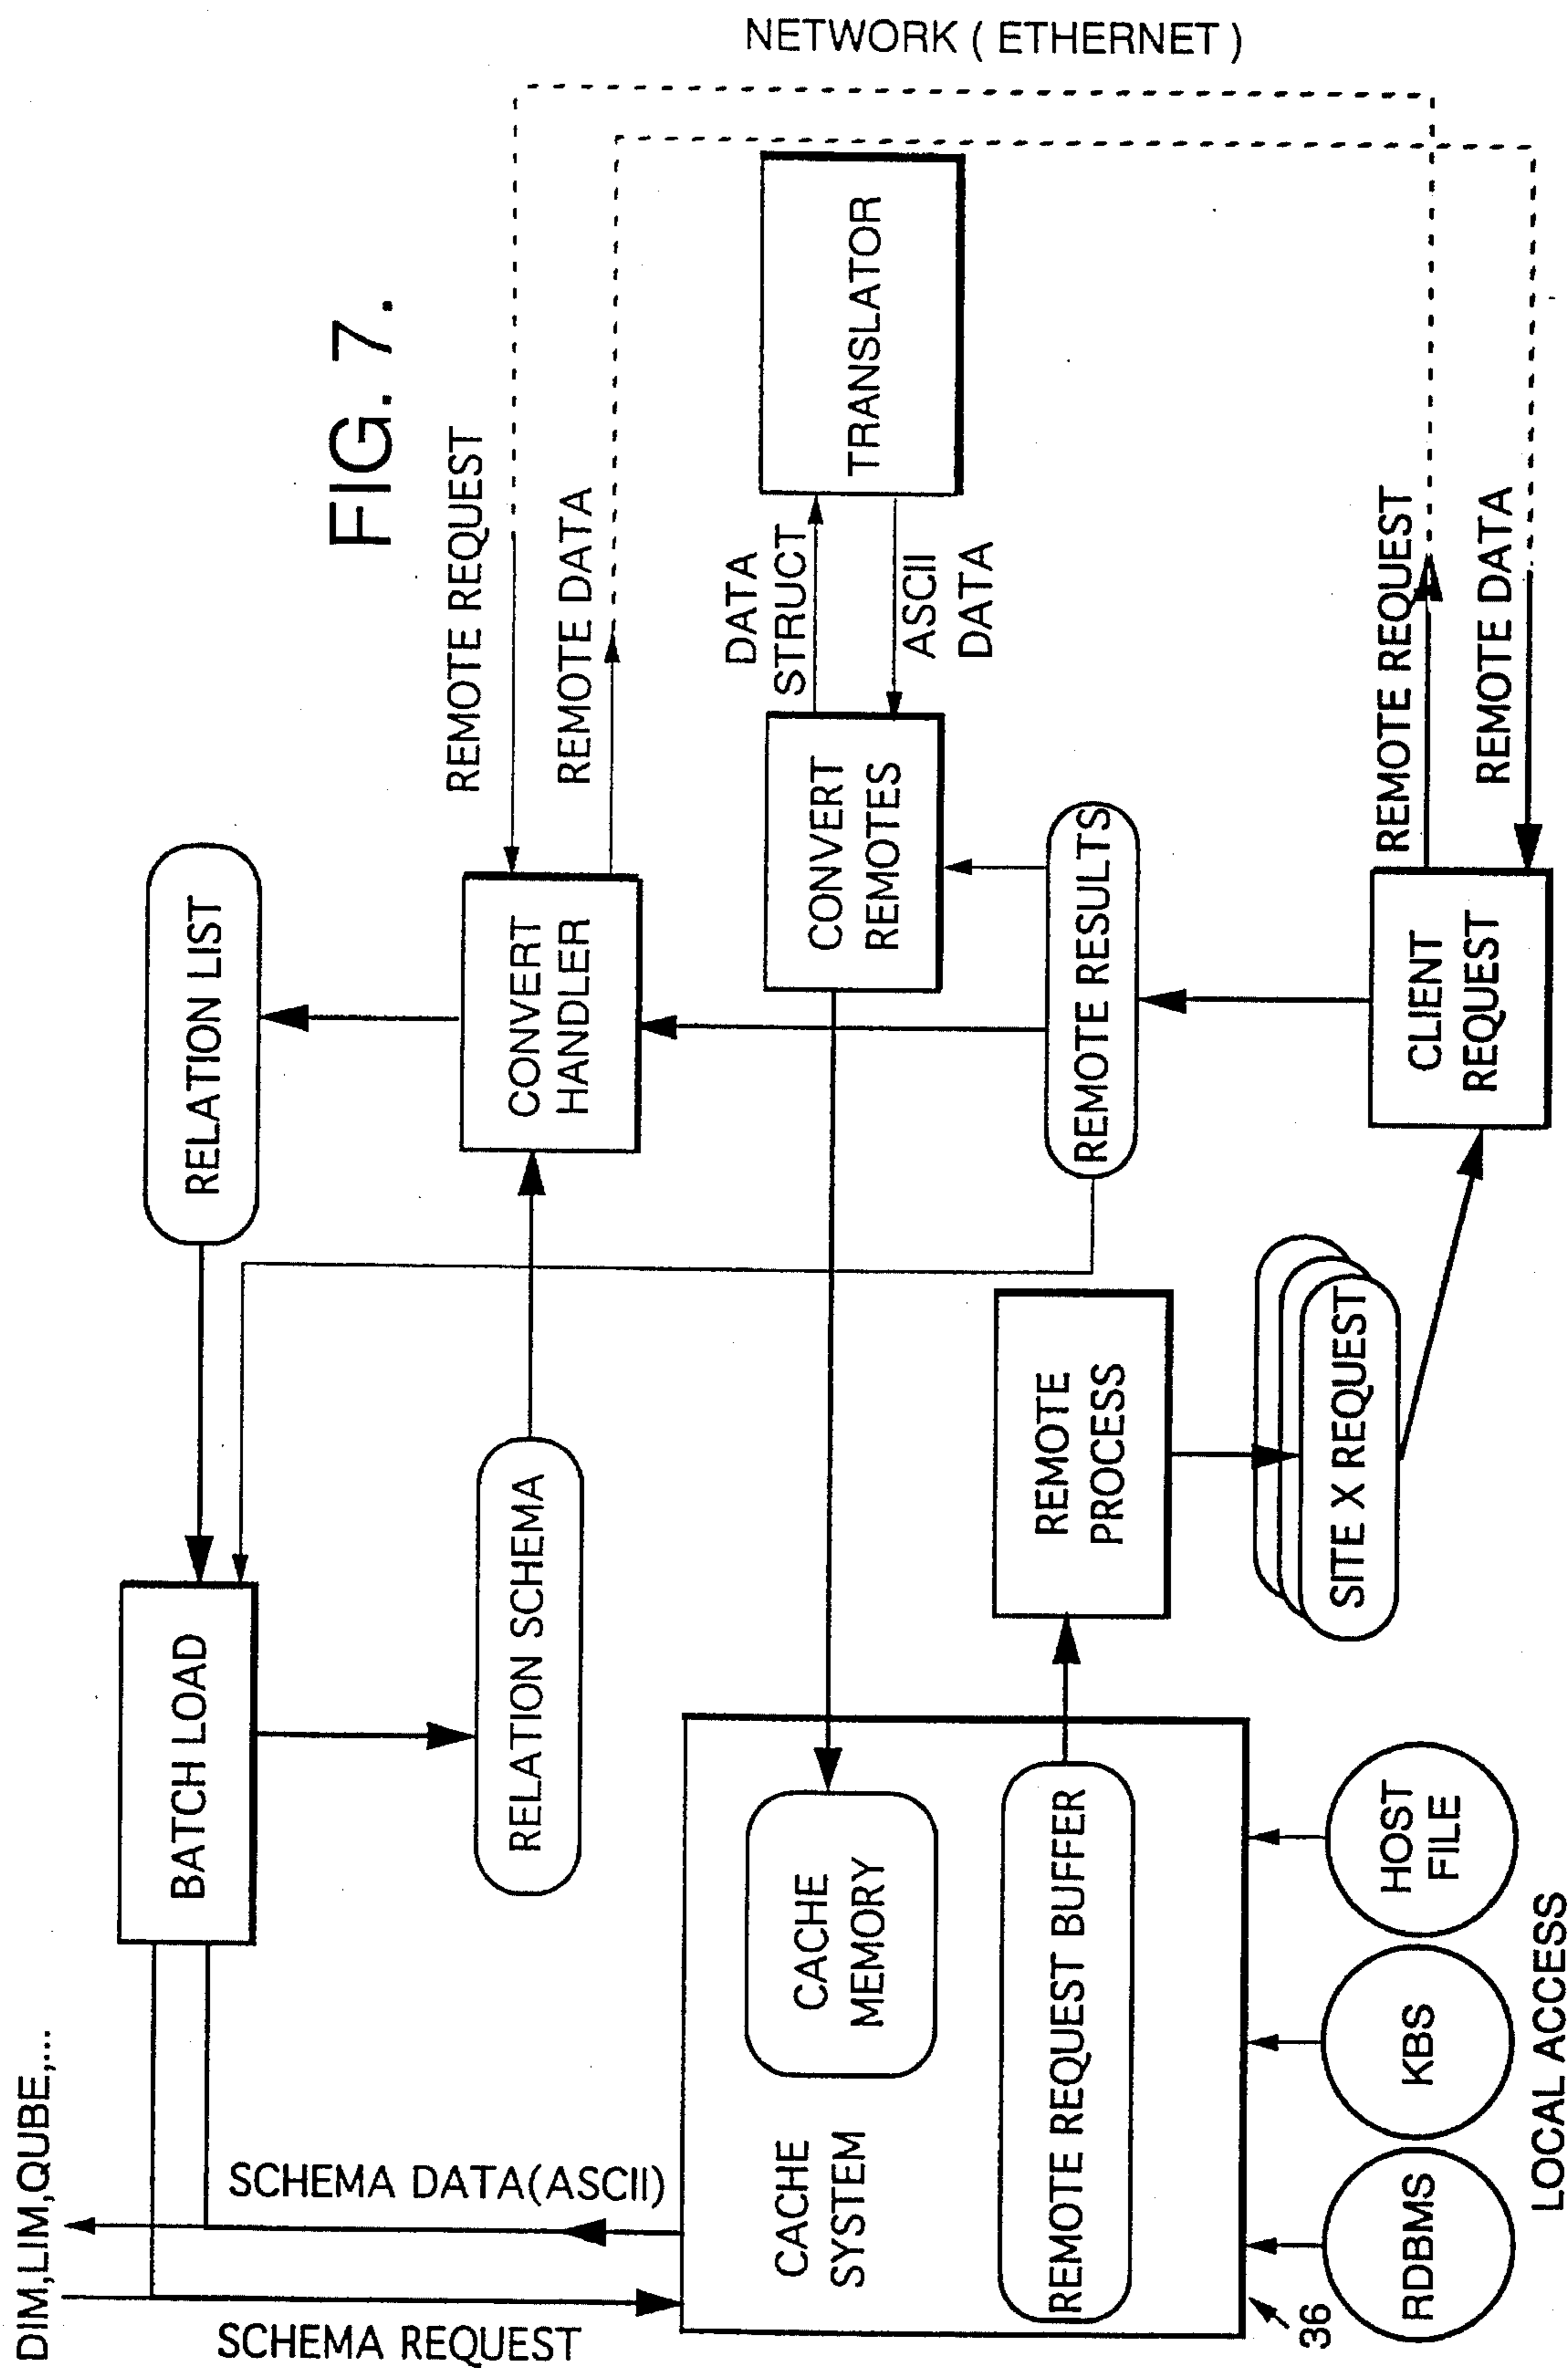 FIG. 7.
NETWORK ( ETHERNET )
DIM,LIM,QUBE,...
SCHEMA REQUEST
SCHEMA DATA(ASCII)
BATCH LOAD
RELATION LIST
RELATION SCHEMA
CONVERT
HANDLER
REMOTE REQUEST
REMOTE DATA
CACHE
SYSTEM
CACHE
MEMORY
REMOTE REQUEST BUFFER
CONVERT
REMOTES
DATA
STRUCT
ASCII
DATA
TRANSLATOR
REMOTE
PROCESS
REMOTE RESULTS
SITE X REQUEST
CLIENT
REQUEST
REMOTE REQUEST
REMOTE DATA
36
RDBMS
KBS
HOST
FILE
LOCAL ACCESS